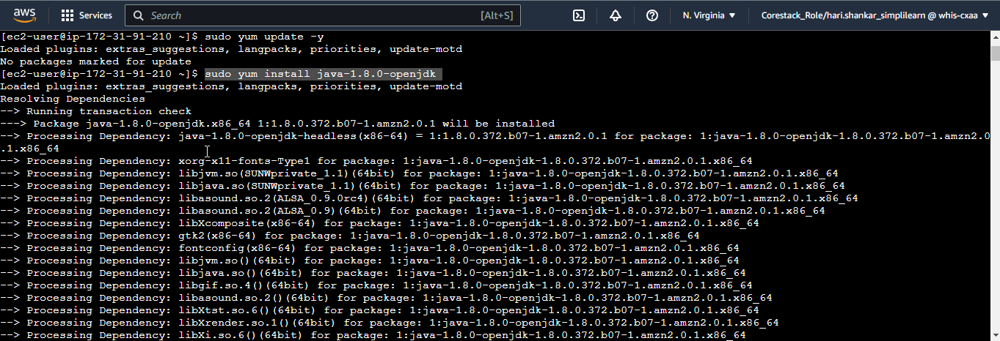 aws Services Search [Alt+S] N. Virginia Corestack_Role/hari.shankar_simplilearn @ whis-cxaa
[ec2-user@ip-172-31-91-210 ~]$ sudo yum update -y
Loaded plugins: extras_suggestions, langpacks, priorities, update-motd
No packages marked for update
[ec2-user@ip-172-31-91-210 ~]$ sudo yum install java-1.8.0-openjdk
Loaded plugins: extras_suggestions, langpacks, priorities, update-motd
Resolving Dependencies
--> Running transaction check
---> Package java-1.8.0-openjdk.x86_64 1:1.8.0.372.b07-1.amzn2.0.1 will be installed
--> Processing Dependency: java-1.8.0-openjdk-headless(x86-64) = 1:1.8.0.372.b07-1.amzn2.0.1 for package: 1:java-1.8.0-openjdk-1.8.0.372.b07-1.amzn2.0
.1.x86_64
--> Processing Dependency: xorg-x11-fonts-Type1 for package: 1:java-1.8.0-openjdk-1.8.0.372.b07-1.amzn2.0.1.x86_64
--> Processing Dependency: libjvm.so(SUNWprivate_1.1)(64bit) for package: 1:java-1.8.0-openjdk-1.8.0.372.b07-1.amzn2.0.1.x86_64
--> Processing Dependency: libjava.so(SUNWprivate_1.1)(64bit) for package: 1:java-1.8.0-openjdk-1.8.0.372.b07-1.amzn2.0.1.x86_64
--> Processing Dependency: libasound.so.2(ALSA_0.9.0rc4)(64bit) for package: 1:java-1.8.0-openjdk-1.8.0.372.b07-1.amzn2.0.1.x86_64
--> Processing Dependency: libasound.so.2(ALSA_0.9)(64bit) for package: 1:java-1.8.0-openjdk-1.8.0.372.b07-1.amzn2.0.1.x86_64
--> Processing Dependency: libXcomposite(x86-64) for package: 1:java-1.8.0-openjdk-1.8.0.372.b07-1.amzn2.0.1.x86_64
--> Processing Dependency: gtk2(x86-64) for package: 1:java-1.8.0-openjdk-1.8.0.372.b07-1.amzn2.0.1.x86_64
--> Processing Dependency: fontconfig(x86-64) for package: 1:java-1.8.0-openjdk-1.8.0.372.b07-1.amzn2.0.1.x86_64
--> Processing Dependency: libjvm.so()(64bit) for package: 1:java-1.8.0-openjdk-1.8.0.372.b07-1.amzn2.0.1.x86_64
--> Processing Dependency: libjava.so()(64bit) for package: 1:java-1.8.0-openjdk-1.8.0.372.b07-1.amzn2.0.1.x86_64
--> Processing Dependency: libgif.so.4()(64bit) for package: 1:java-1.8.0-openjdk-1.8.0.372.b07-1.amzn2.0.1.x86_64
--> Processing Dependency: libasound.so.2()(64bit) for package: 1:java-1.8.0-openjdk-1.8.0.372.b07-1.amzn2.0.1.x86_64
--> Processing Dependency: libXtst.so.6()(64bit) for package: 1:java-1.8.0-openjdk-1.8.0.372.b07-1.amzn2.0.1.x86_64
--> Processing Dependency: libXrender.so.1()(64bit) for package: 1:java-1.8.0-openjdk-1.8.0.372.b07-1.amzn2.0.1.x86_64
--> Processing Dependency: libXi.so.6()(64bit) for package: 1:java-1.8.0-openjdk-1.8.0.372.b07-1.amzn2.0.1.x86_64